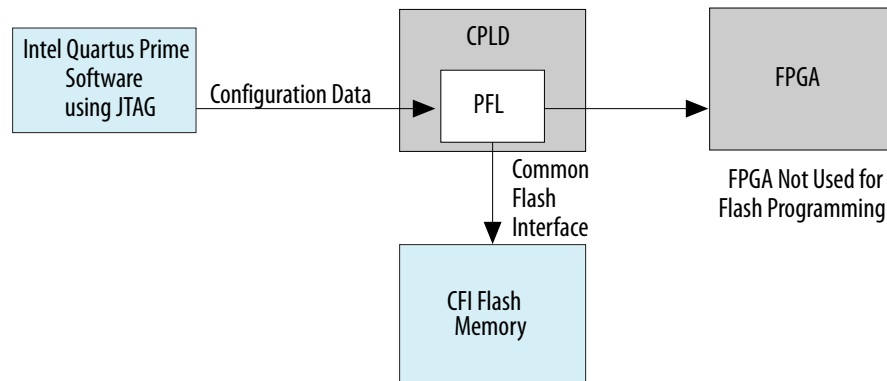 Intel Quartus Prime
Software
using JTAG
Configuration Data
CPLD
PFL
Common
Flash
Interface
CFI Flash
Memory
FPGA
FPGA Not Used for
Flash Programming